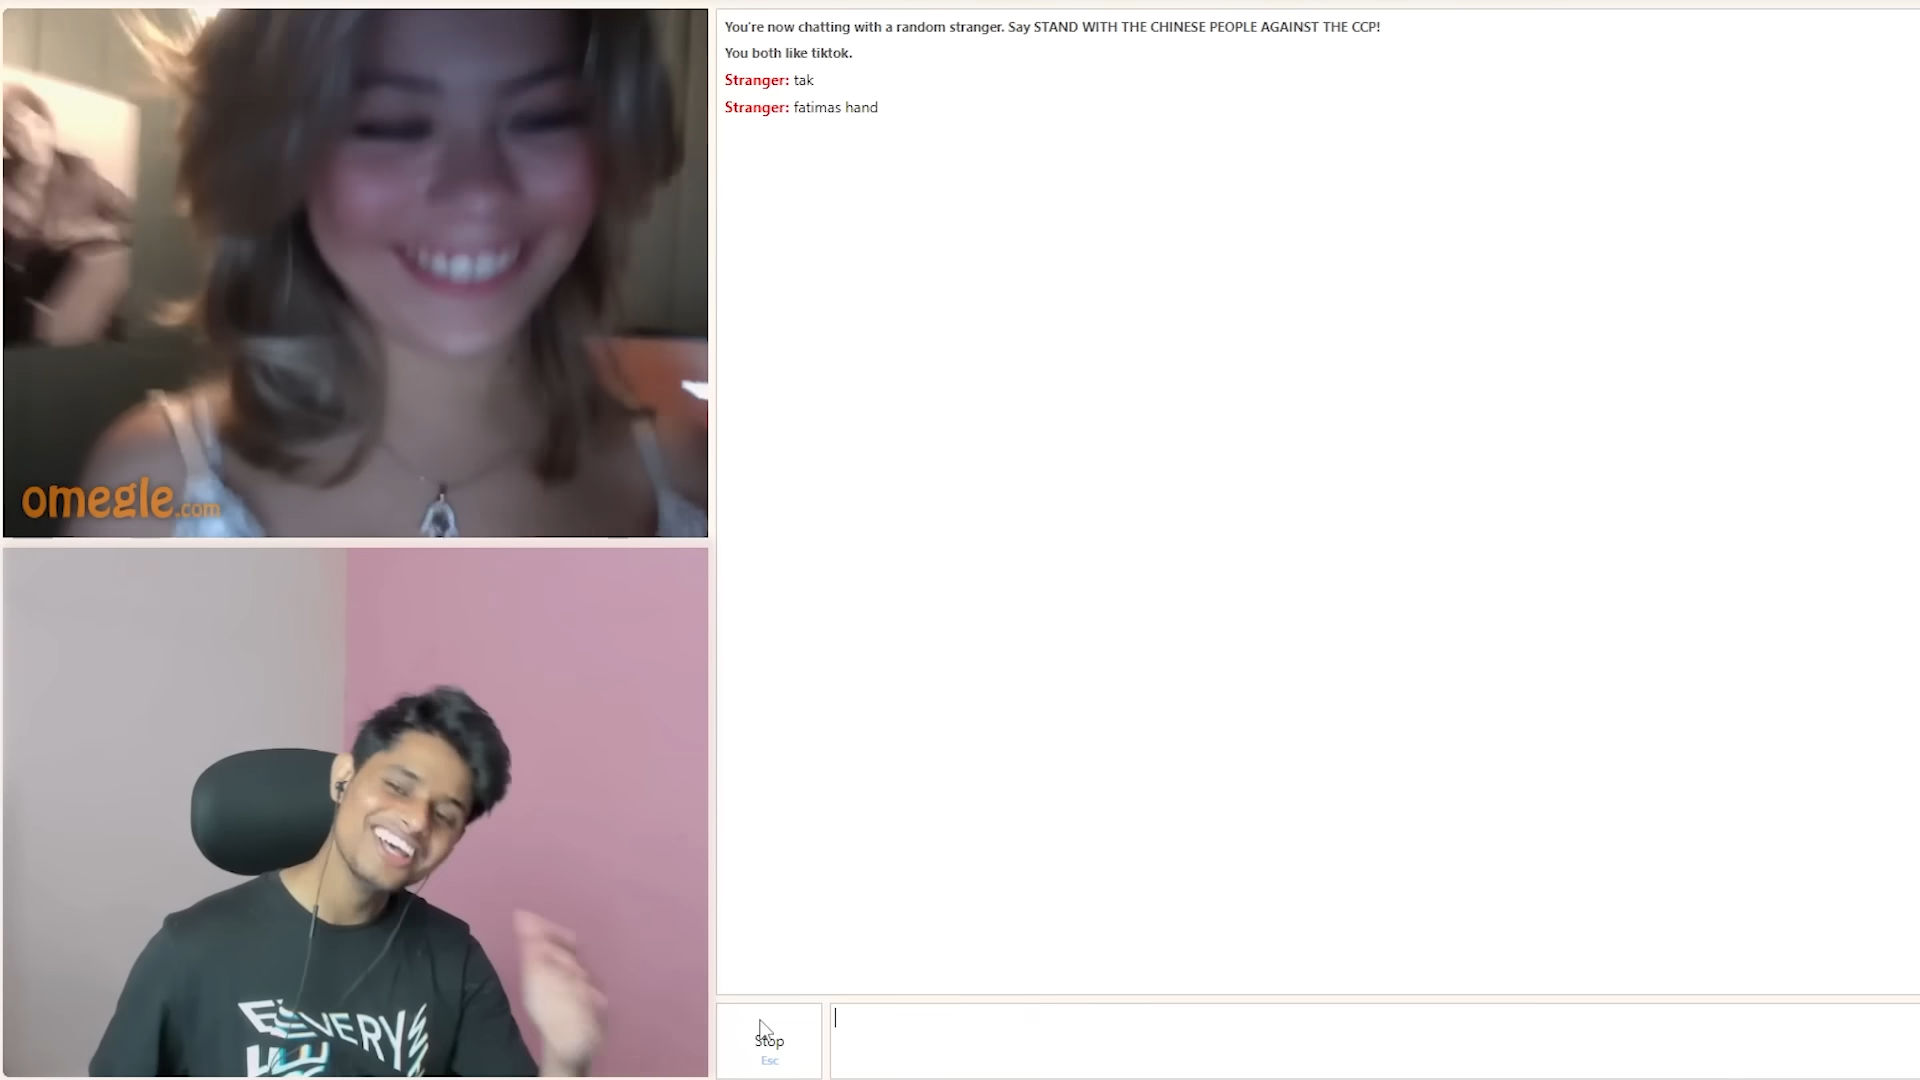 You're now chatting with a random stranger. Say STAND WITH THE CHINESE PEOPLE AGAINST THE CCP!
You both like tiktok.
Stranger: tak
Stranger: fatimas hand
omegle.com
EVERY
Stop
Esc